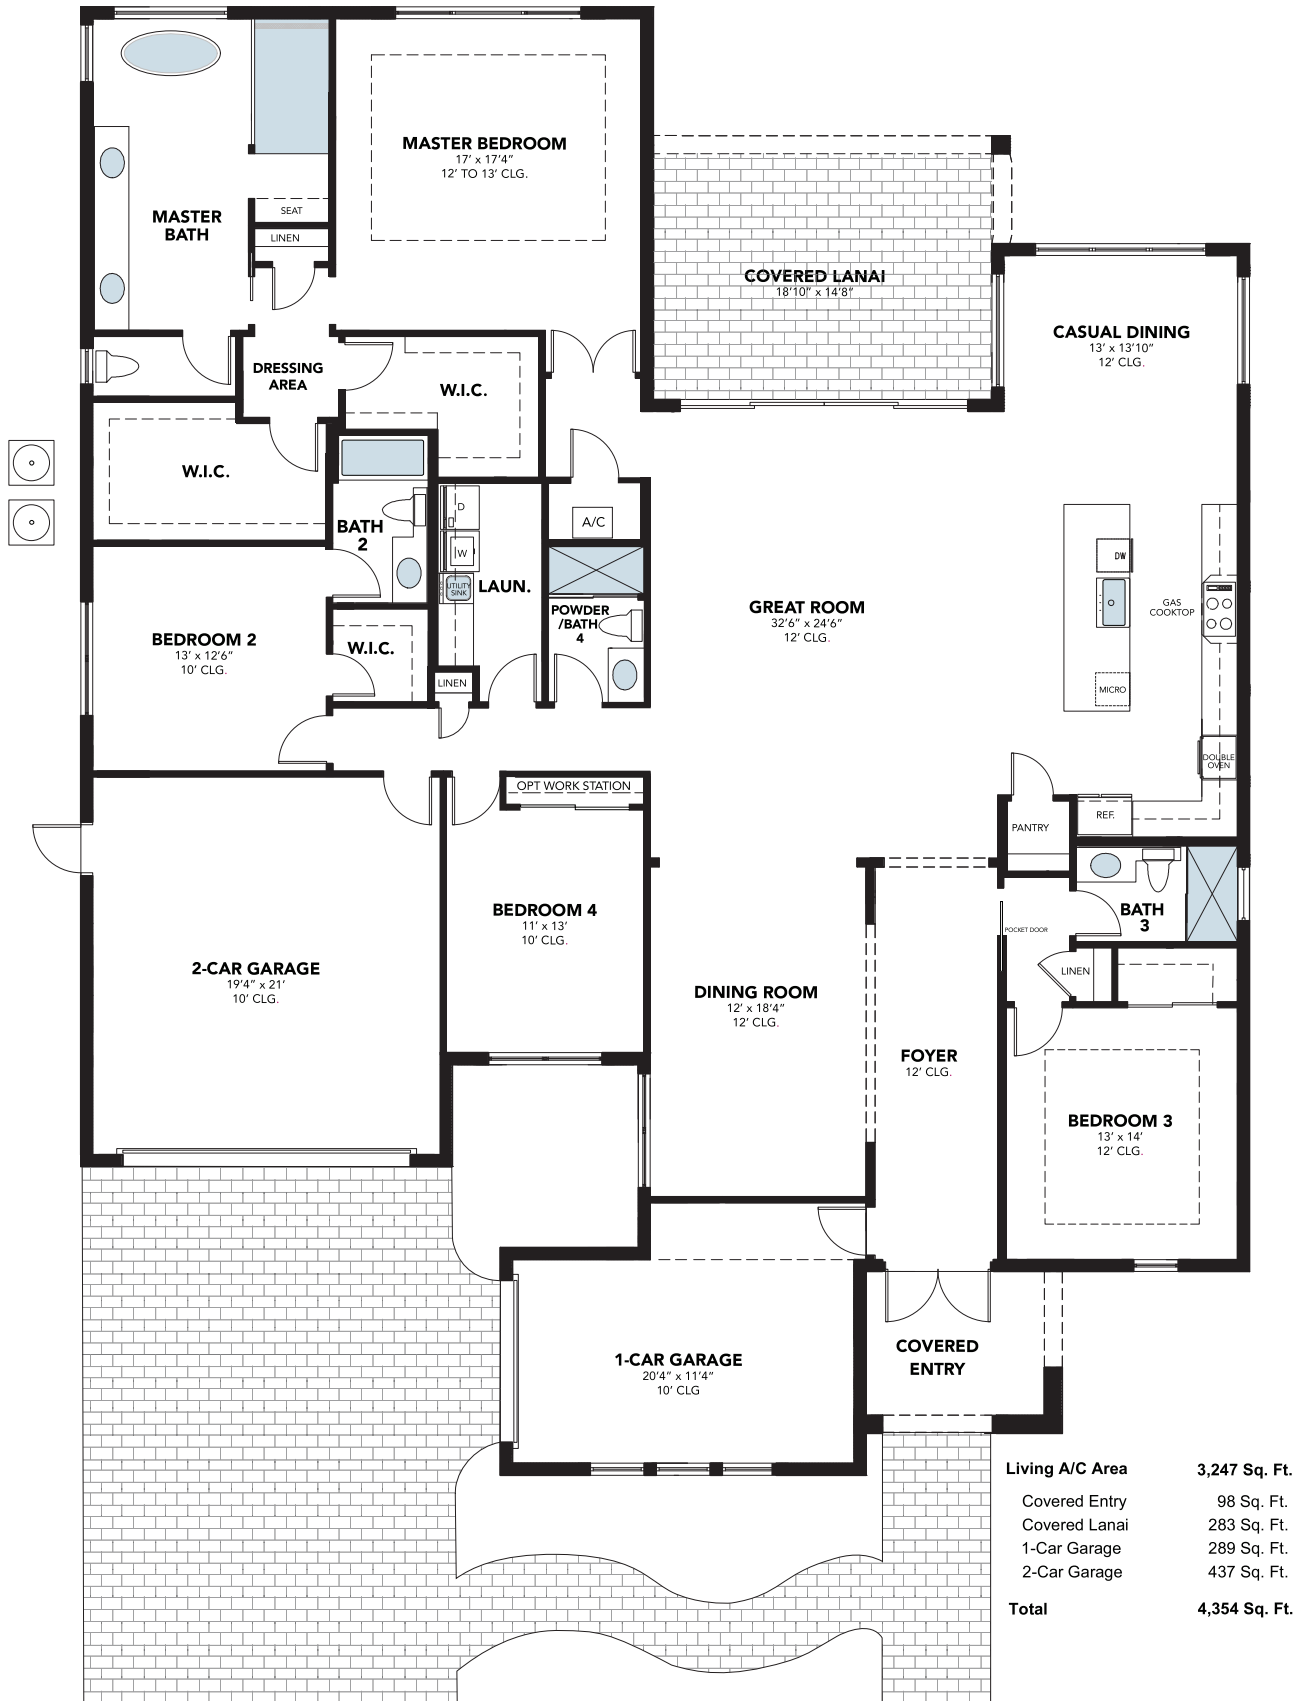 MASTER BEDROOM
17’ x 17’4”
12’ TO 13’ CLG.
SEAT
MASTER
BATH
LINEN
COVERED LANAI
18’10” x 14’8”
CASUAL DINING
13’ x 13’10”
12’ CLG.
DRESSING
AREA
W.I.C.
W.I.C.
D
W
UTILITY
SINK
A/C
BATH
2
LAUN.
DW
GAS
COOKTOP
GREAT ROOM
32’6” x 24’6”
12’ CLG.
POWDER
/BATH
4
BEDROOM 2
13’ x 12’6”
10’ CLG.
W.I.C.
LINEN
MICRO
DOUBLE
OVEN
OPT WORK STATION
REF.
PANTRY
BEDROOM 4
11’ x 13’
10’ CLG.
BATH
3
POCKET DOOR
2-CAR GARAGE
19’4” x 21’
10’ CLG.
LINEN
DINING ROOM
12’ x 18’4”
12’ CLG.
FOYER
12’ CLG.
BEDROOM 3
13’ x 14’
12’ CLG.
1-CAR GARAGE
20’4” x 11’4”
10’ CLG
COVERED
ENTRY
Living A/C Area 3,247 Sq. Ft.
Covered Entry 98 Sq. Ft.
Covered Lanai 283 Sq. Ft.
1-Car Garage 289 Sq. Ft.
2-Car Garage 437 Sq. Ft.
Total 4,354 Sq. Ft.